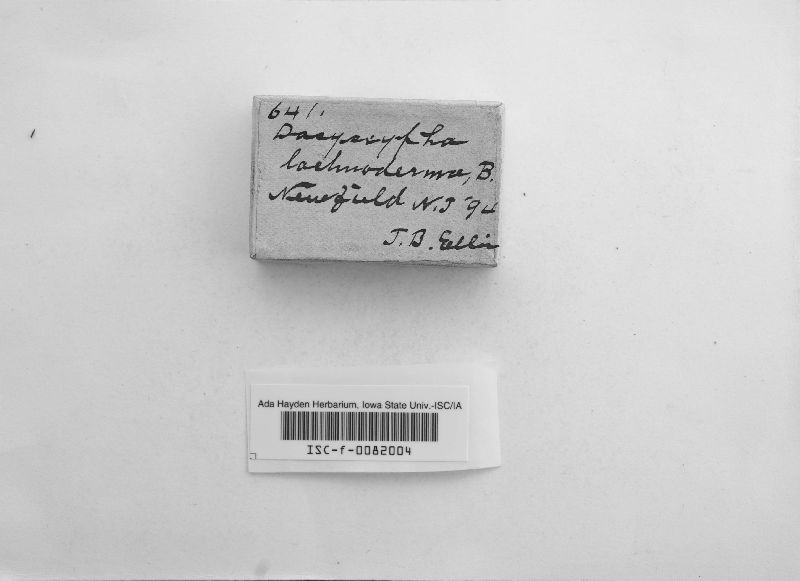 641.
Dasyscypha
lachnoderma, B.
Newfield N.J '94
J. B. Ellis
Ada Hayden Herbarium, Iowa State Univ.-ISC/IA
ISC-f-0082004